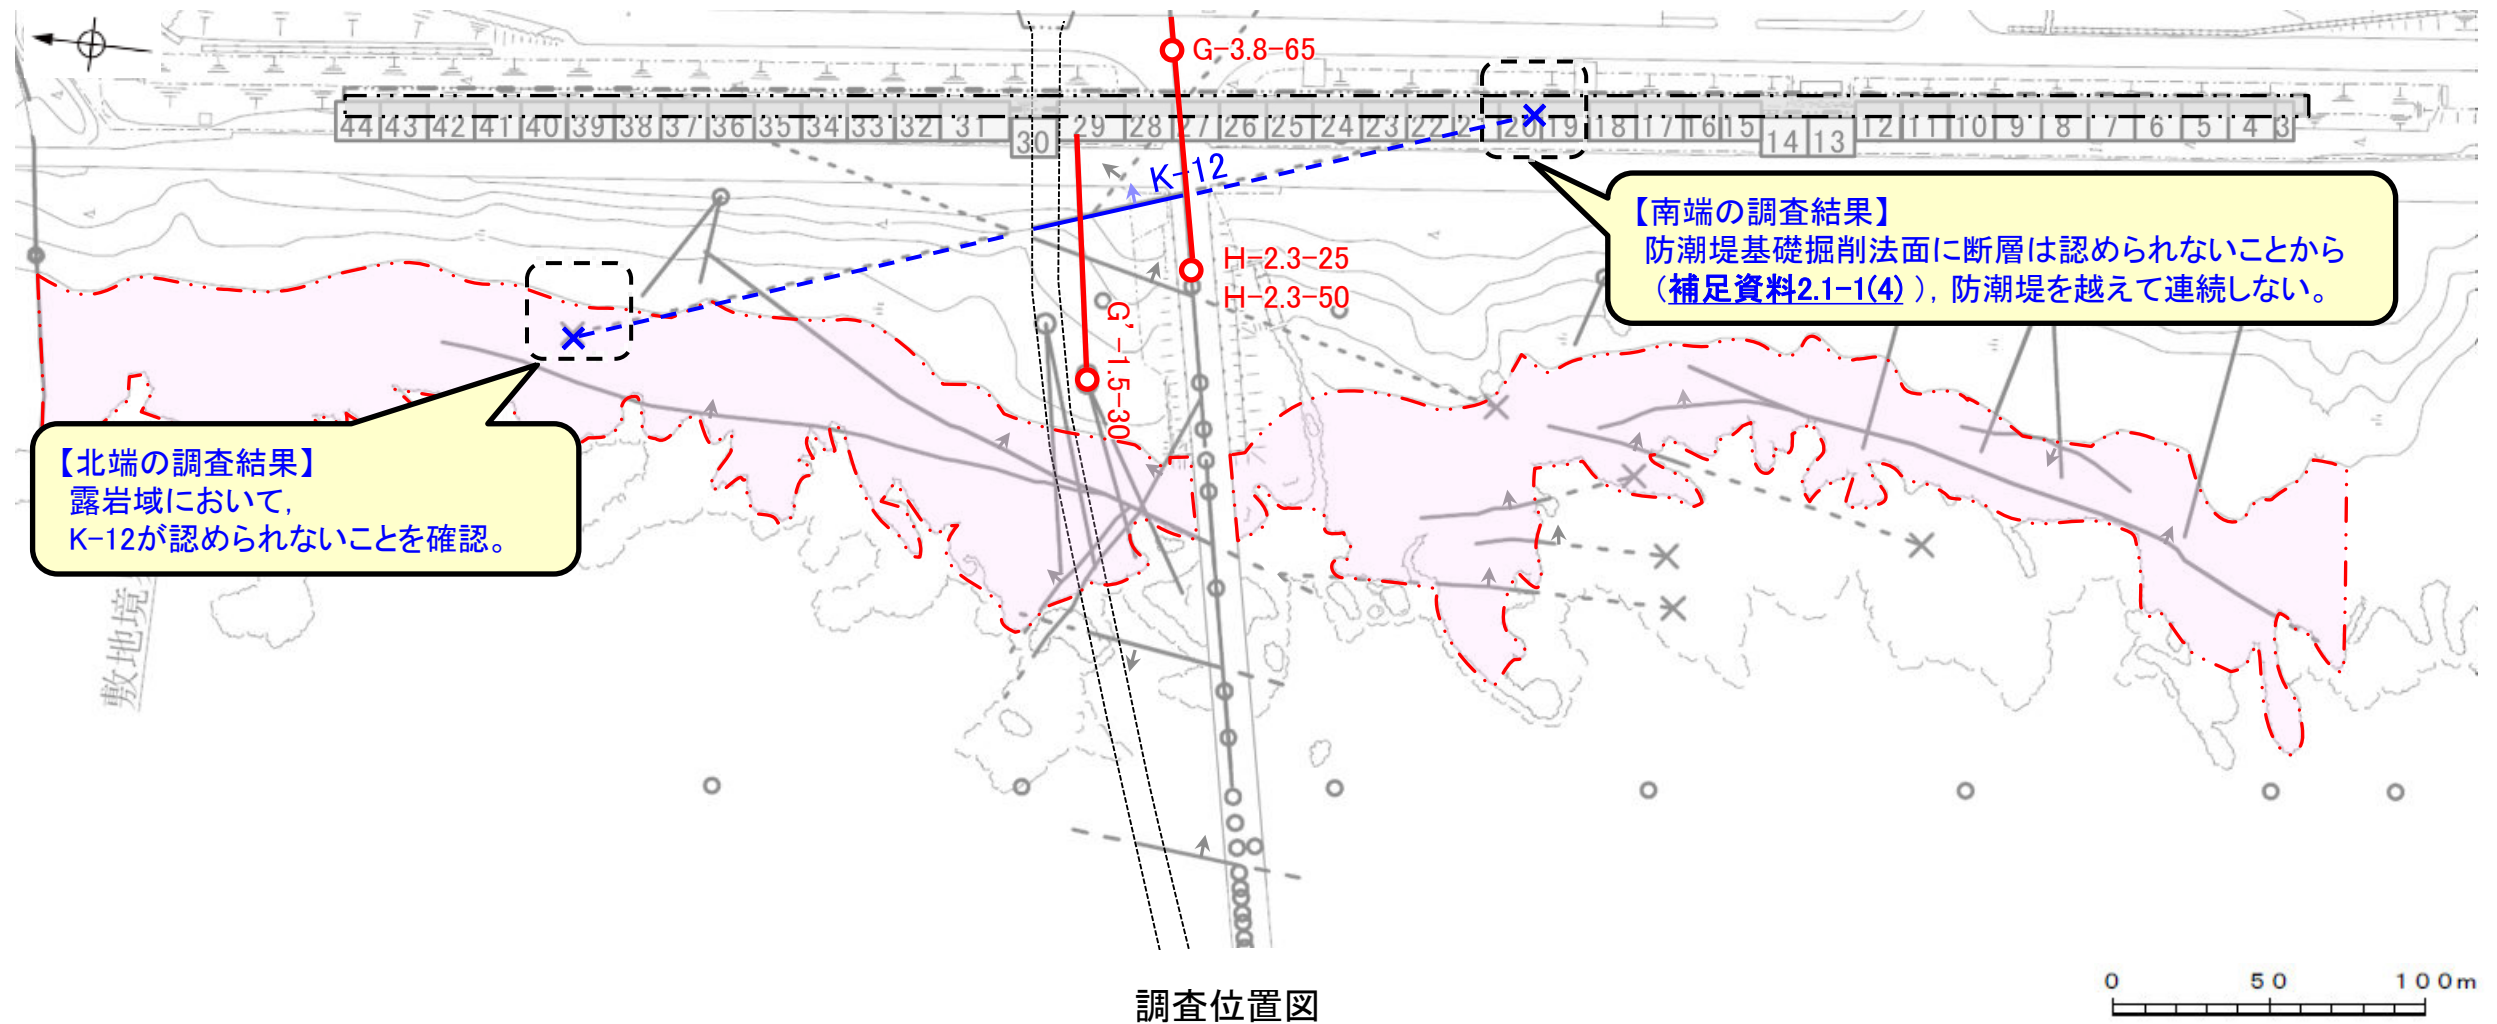 G-3.8-65
44 43 42 41 40 39 38 37 36 35 34 33 32 31 30 29 28 27 26 25 24 23 22 21 20 19 18 17 16 15 14 13 12 11 10 9 8 7 6 5 4 3
K-12
【南端の調査結果】
防潮堤基礎掘削法面に断層は認められないことから
（補足資料2.1-1(4)），防潮堤を越えて連続しない。
H-2.3-25
H-2.3-50
G'-1.5-30
【北端の調査結果】
露岩域において，
K-12が認められないことを確認。
敷地境
0 50 100m
調査位置図